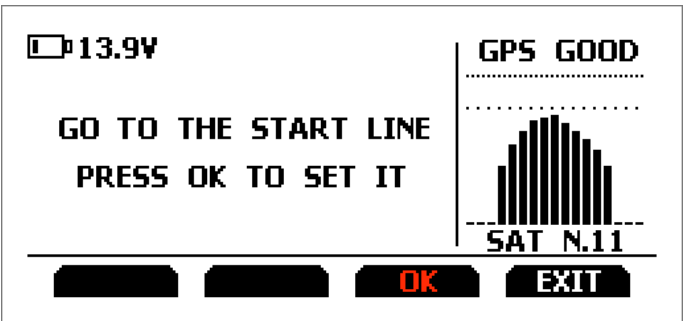 13.9V
GPS GOOD
GO TO THE START LINE
PRESS OK TO SET IT
SAT N.11
OK
EXIT